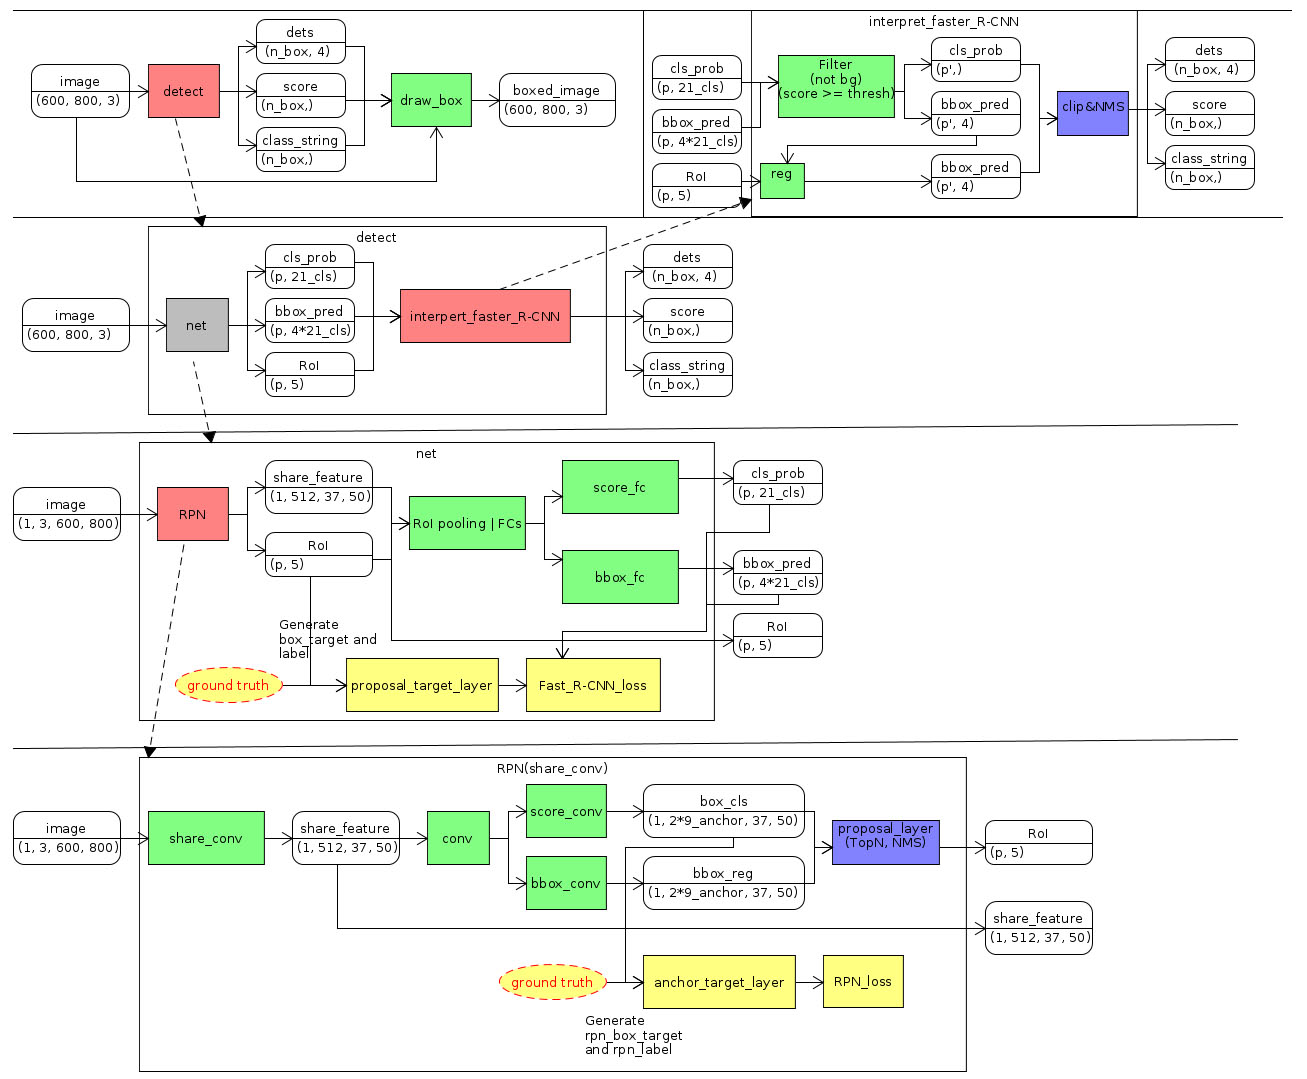 image
(600, 800, 3)
detect
dets
(n_box, 4)
score
(n_box,)
class_string
(n_box,)
draw_box
boxed_image
(600, 800, 3)
interpret_faster_R-CNN
cls_prob
(p, 21_cls)
bbox_pred
(p, 4*21_cls)
RoI
(p, 5)
Filter
(not bg)
(score >= thresh)
reg
cls_prob
(p',)
bbox_pred
(p', 4)
bbox_pred
(p', 4)
clip&NMS
dets
(n_box, 4)
score
(n_box,)
class_string
(n_box,)
detect
image
(600, 800, 3)
net
cls_prob
(p, 21_cls)
bbox_pred
(p, 4*21_cls)
RoI
(p, 5)
interpert_faster_R-CNN
dets
(n_box, 4)
score
(n_box,)
class_string
(n_box,)
net
image
(1, 3, 600, 800)
RPN
share_feature
(1, 512, 37, 50)
RoI
(p, 5)
RoI pooling | FCs
score_fc
bbox_fc
cls_prob
(p, 21_cls)
bbox_pred
(p, 4*21_cls)
RoI
(p, 5)
Generate
box_target and
label
ground truth
proposal_target_layer
Fast_R-CNN_loss
RPN(share_conv)
image
(1, 3, 600, 800)
share_conv
share_feature
(1, 512, 37, 50)
conv
score_conv
bbox_conv
box_cls
(1, 2*9_anchor, 37, 50)
bbox_reg
(1, 2*9_anchor, 37, 50)
proposal_layer
(TopN, NMS)
RoI
(p, 5)
share_feature
(1, 512, 37, 50)
ground truth
anchor_target_layer
RPN_loss
Generate
rpn_box_target
and rpn_label